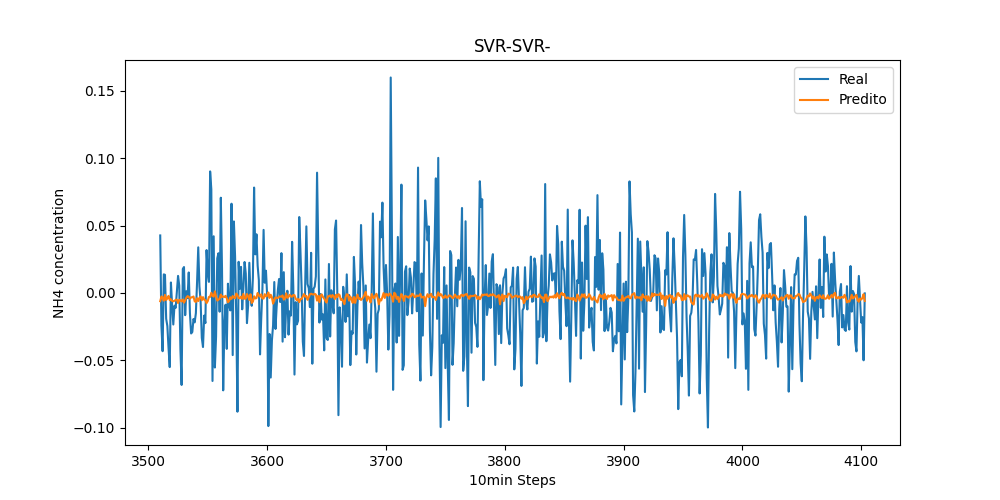 SVR-SVR-
Real
Predito
NH4 concentration
0.15
0.10
0.05
0.00
−0.05
−0.10
3500 3600 3700 3800 3900 4000 4100
10min Steps